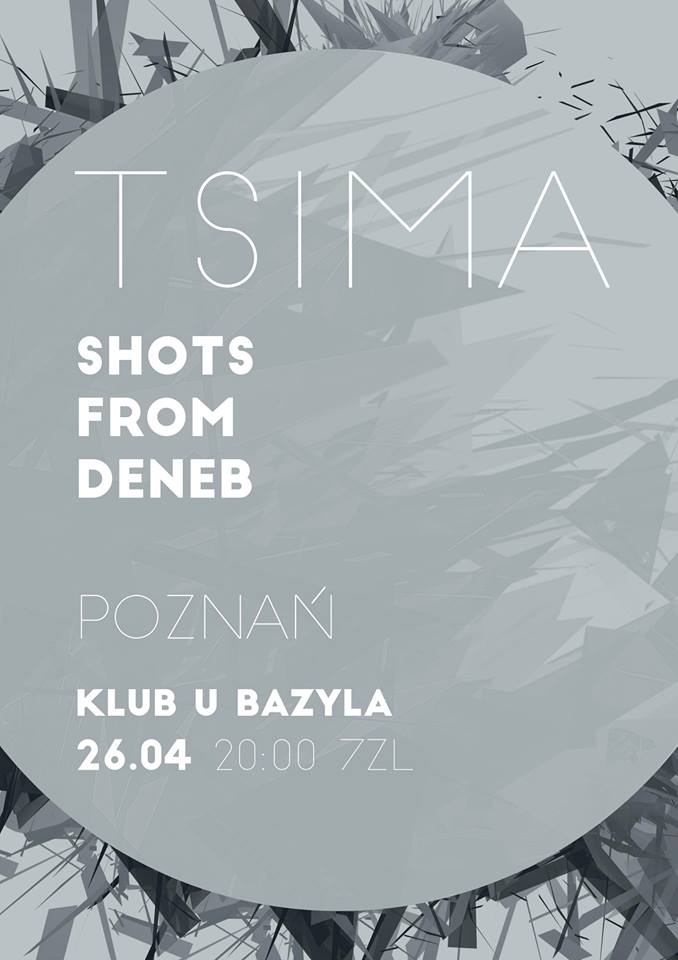 TSIMA
SHOTS
FROM
DENEB
POZNAŃ
KLUB U BAZYLA
26.04 20:00 7ZL